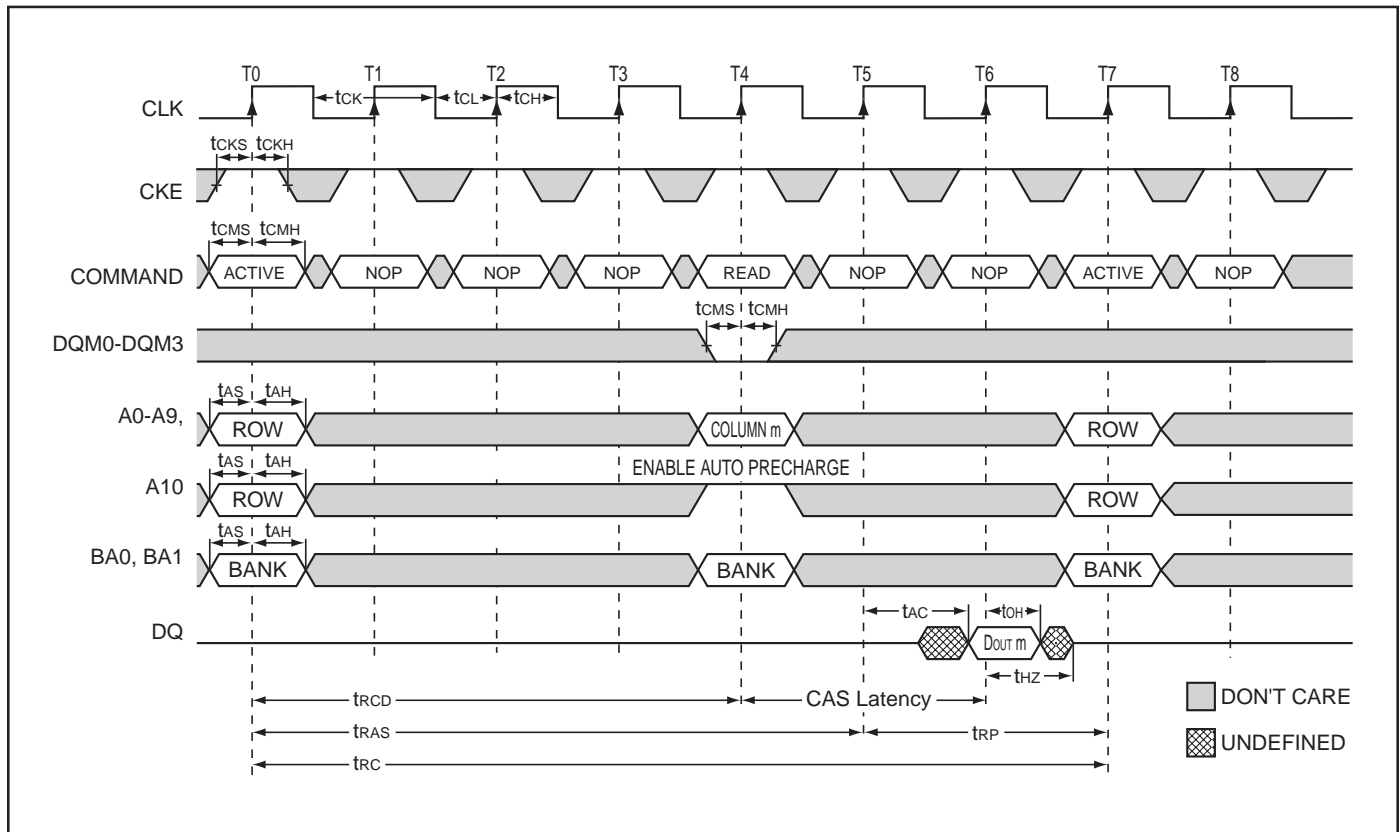 T0 T1 T2 T3 T4 T5 T6 T7 T8
CLK tCK tCL tCH
tCKS tCKH
CKE
tCMS tCMH
COMMAND ACTIVE NOP NOP NOP READ NOP NOP ACTIVE NOP
tCMS tCMH
DQM0-DQM3
tAS tAH
A0-A9, ROW COLUMN m ROW
tAS tAH ENABLE AUTO PRECHARGE
A10 ROW ROW
tAS tAH
BA0, BA1 BANK BANK BANK
tAC tOH
DQ DOUT m
tHZ
tRCD CAS Latency DON'T CARE
tRAS tRP UNDEFINED
tRC